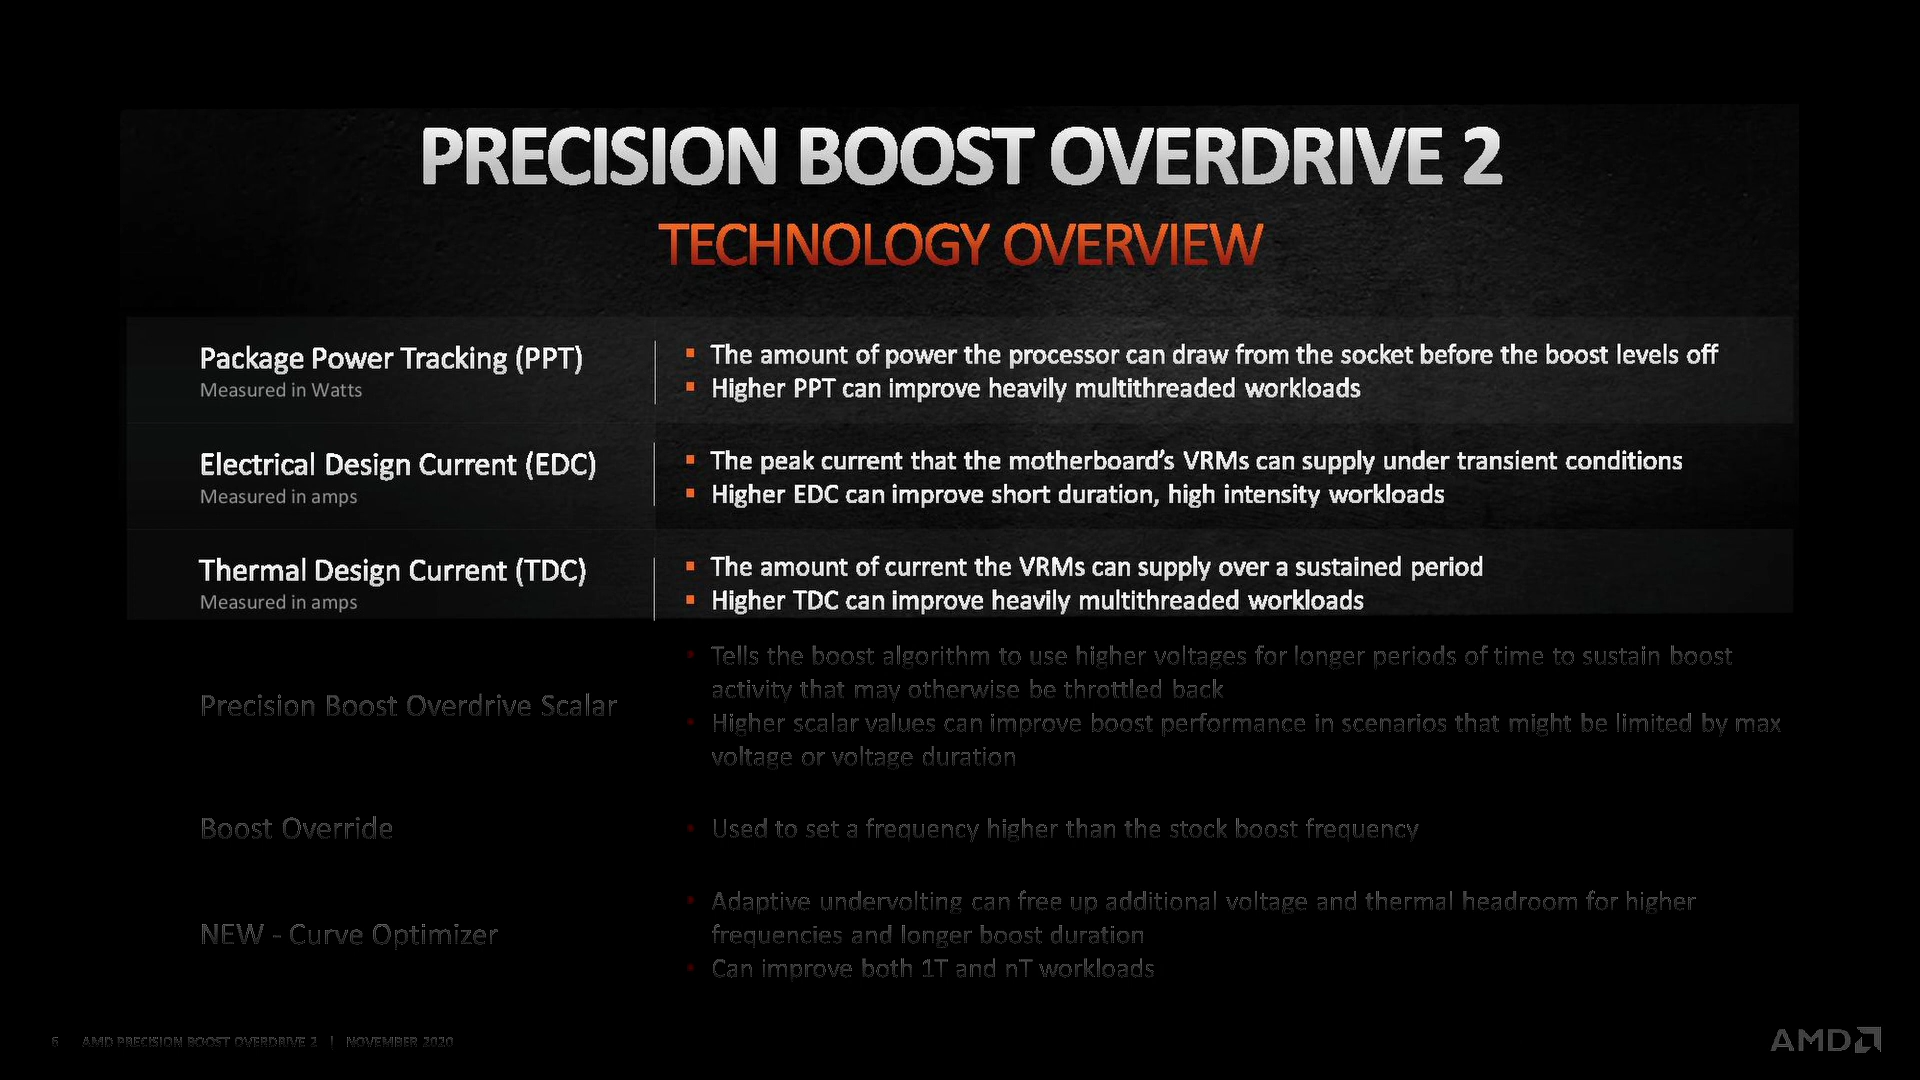 PRECISION BOOST OVERDRIVE 2
TECHNOLOGY OVERVIEW
Package Power Tracking (PPT)
Measured in Watts
▪ The amount of power the processor can draw from the socket before the boost levels off
▪ Higher PPT can improve heavily multithreaded workloads
Electrical Design Current (EDC)
Measured in amps
▪ The peak current that the motherboard’s VRMs can supply under transient conditions
▪ Higher EDC can improve short duration, high intensity workloads
Thermal Design Current (TDC)
Measured in amps
▪ The amount of current the VRMs can supply over a sustained period
▪ Higher TDC can improve heavily multithreaded workloads
Precision Boost Overdrive Scalar
▪ Tells the boost algorithm to use higher voltages for longer periods of time to sustain boost
activity that may otherwise be throttled back
▪ Higher scalar values can improve boost performance in scenarios that might be limited by max
voltage or voltage duration
Boost Override
▪ Used to set a frequency higher than the stock boost frequency
NEW - Curve Optimizer
▪ Adaptive undervolting can free up additional voltage and thermal headroom for higher
frequencies and longer boost duration
▪ Can improve both 1T and nT workloads
6 AMD PRECISION BOOST OVERDRIVE 2 | NOVEMBER 2020
AMD